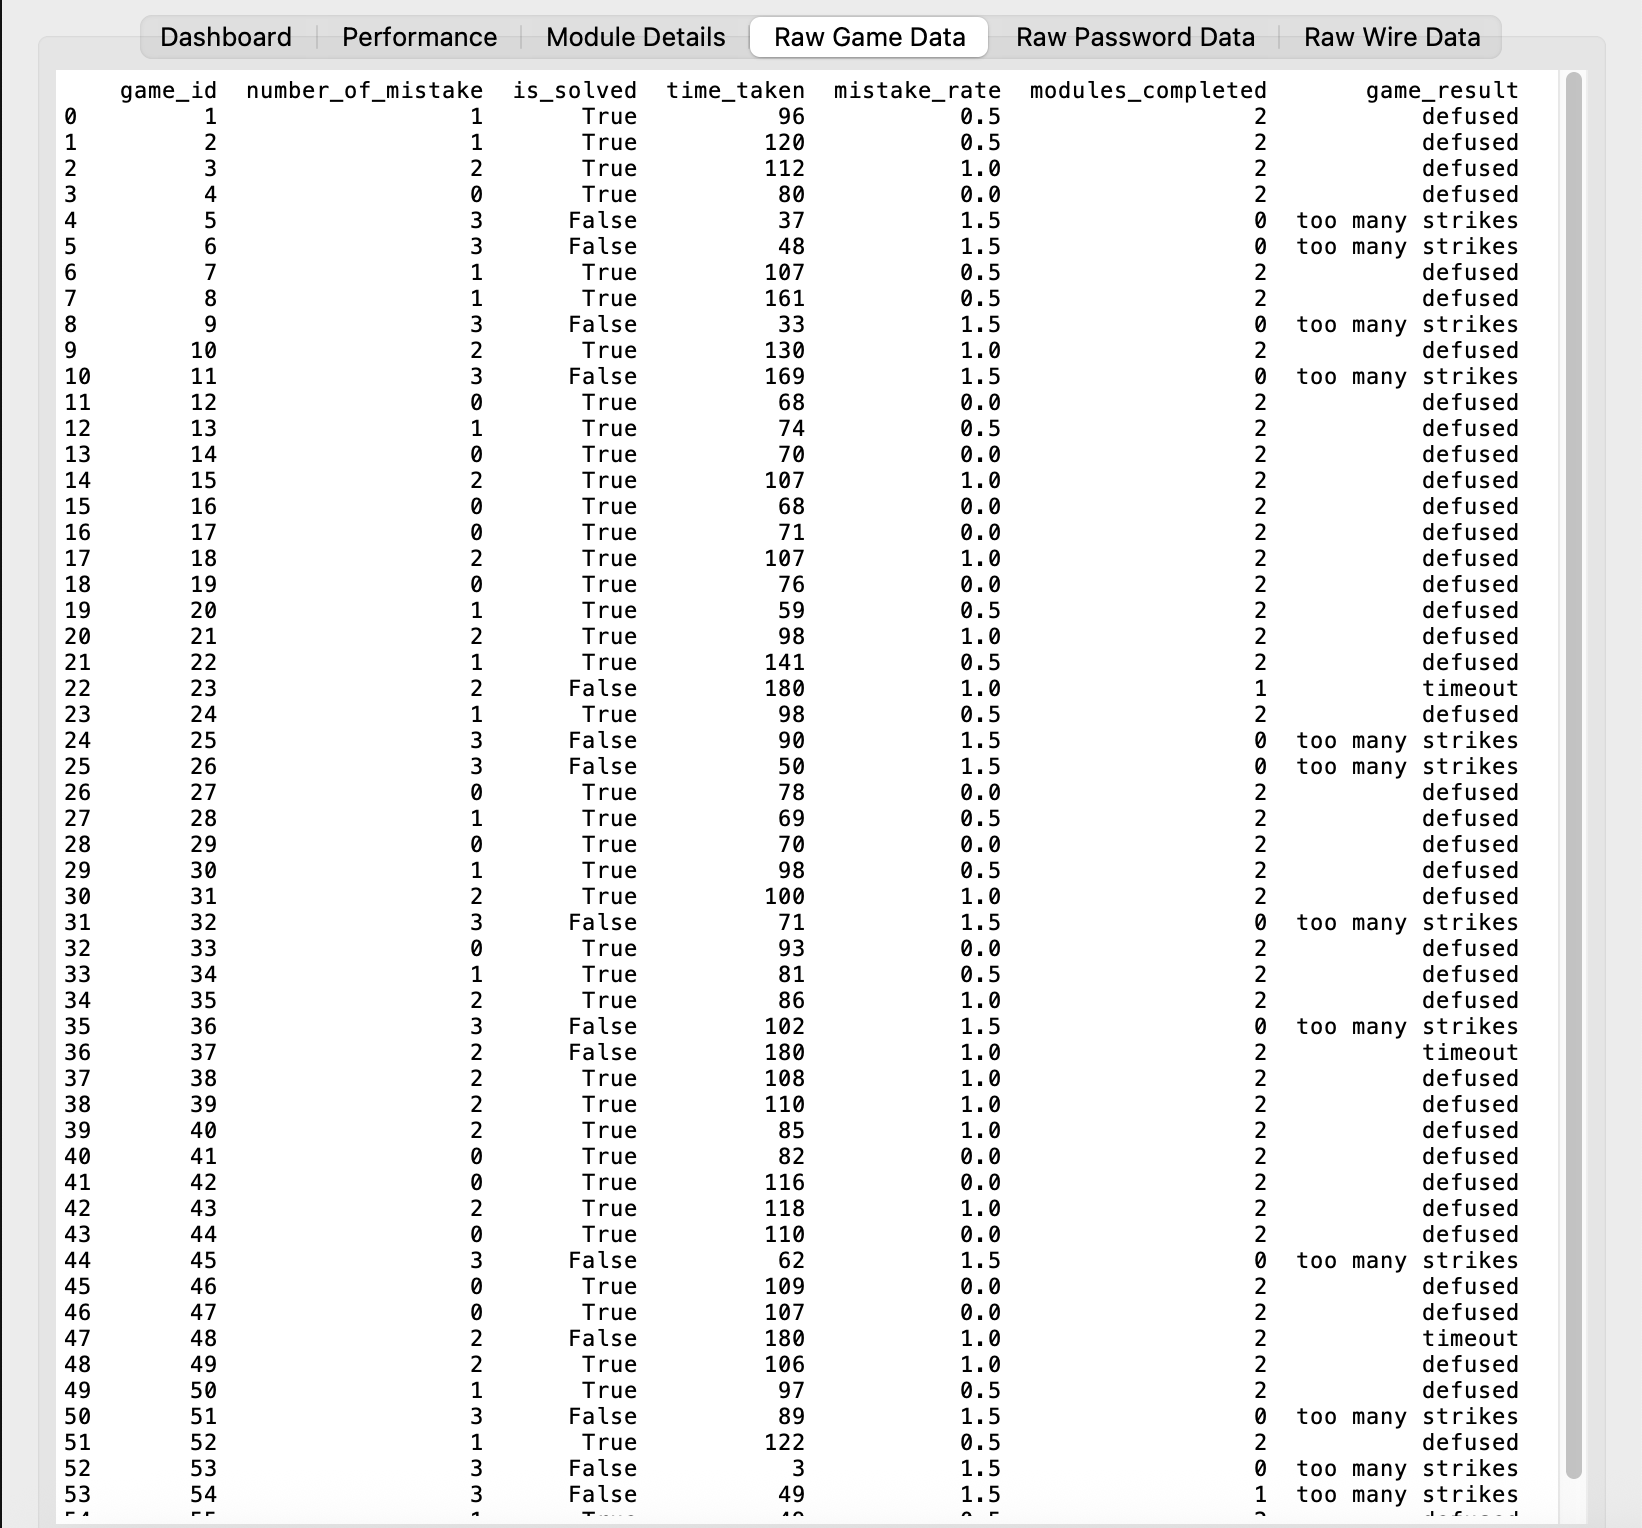 Dashboard Performance Module Details Raw Game Data Raw Password Data Raw Wire Data
game_id number_of_mistake is_solved time_taken mistake_rate modules_completed game_result
0 1 1 True 96 0.5 2 defused
1 2 1 True 120 0.5 2 defused
2 3 2 True 112 1.0 2 defused
3 4 0 True 80 0.0 2 defused
4 5 3 False 37 1.5 0 too many strikes
5 6 3 False 48 1.5 0 too many strikes
6 7 1 True 107 0.5 2 defused
7 8 1 True 161 0.5 2 defused
8 9 3 False 33 1.5 0 too many strikes
9 10 2 True 130 1.0 2 defused
10 11 3 False 169 1.5 0 too many strikes
11 12 0 True 68 0.0 2 defused
12 13 1 True 74 0.5 2 defused
13 14 0 True 70 0.0 2 defused
14 15 2 True 107 1.0 2 defused
15 16 0 True 68 0.0 2 defused
16 17 0 True 71 0.0 2 defused
17 18 2 True 107 1.0 2 defused
18 19 0 True 76 0.0 2 defused
19 20 1 True 59 0.5 2 defused
20 21 2 True 98 1.0 2 defused
21 22 1 True 141 0.5 2 defused
22 23 2 False 180 1.0 1 timeout
23 24 1 True 98 0.5 2 defused
24 25 3 False 90 1.5 0 too many strikes
25 26 3 False 50 1.5 0 too many strikes
26 27 0 True 78 0.0 2 defused
27 28 1 True 69 0.5 2 defused
28 29 0 True 70 0.0 2 defused
29 30 1 True 98 0.5 2 defused
30 31 2 True 100 1.0 2 defused
31 32 3 False 71 1.5 0 too many strikes
32 33 0 True 93 0.0 2 defused
33 34 1 True 81 0.5 2 defused
34 35 2 True 86 1.0 2 defused
35 36 3 False 102 1.5 0 too many strikes
36 37 2 False 180 1.0 2 timeout
37 38 2 True 108 1.0 2 defused
38 39 2 True 110 1.0 2 defused
39 40 2 True 85 1.0 2 defused
40 41 0 True 82 0.0 2 defused
41 42 0 True 116 0.0 2 defused
42 43 2 True 118 1.0 2 defused
43 44 0 True 110 0.0 2 defused
44 45 3 False 62 1.5 0 too many strikes
45 46 0 True 109 0.0 2 defused
46 47 0 True 107 0.0 2 defused
47 48 2 False 180 1.0 2 timeout
48 49 2 True 106 1.0 2 defused
49 50 1 True 97 0.5 2 defused
50 51 3 False 89 1.5 0 too many strikes
51 52 1 True 122 0.5 2 defused
52 53 3 False 3 1.5 0 too many strikes
53 54 3 False 49 1.5 1 too many strikes